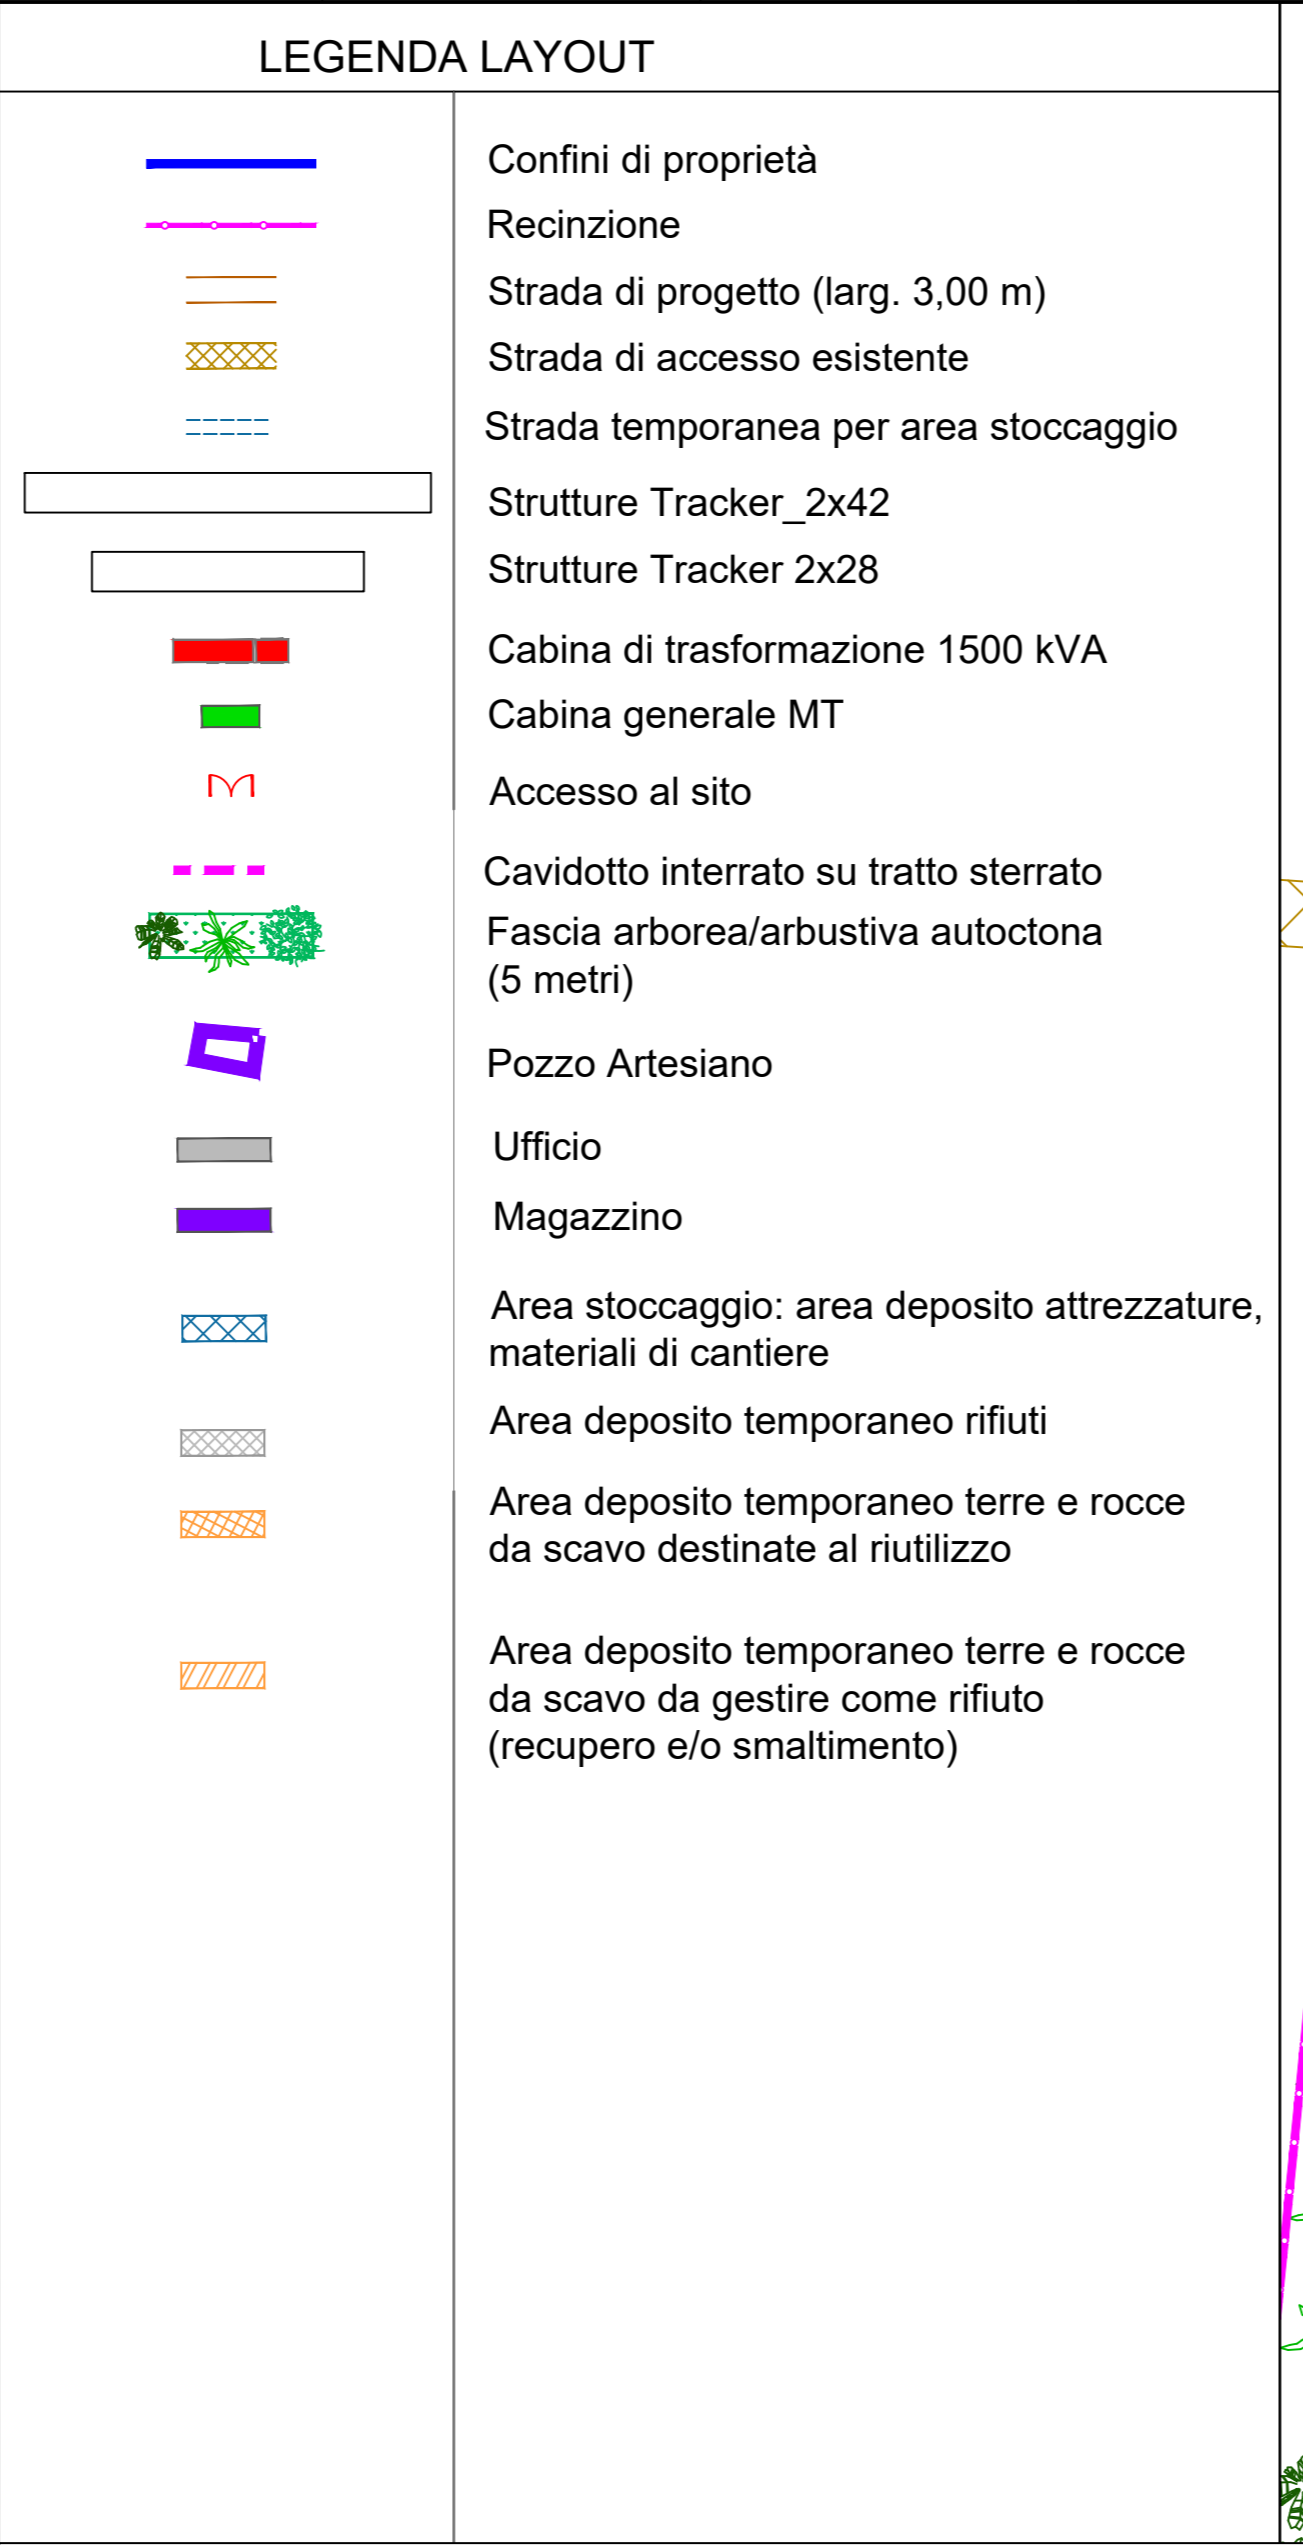 LEGENDA LAYOUT
Confini di proprietà
Recinzione
Strada di progetto (larg. 3,00 m)
Strada di accesso esistente
Strada temporanea per area stoccaggio
Strutture Tracker_2x42
Strutture Tracker 2x28
Cabina di trasformazione 1500 kVA
Cabina generale MT
Accesso al sito
Cavidotto interrato su tratto sterrato
Fascia arborea/arbustiva autoctona
(5 metri)
Pozzo Artesiano
Ufficio
Magazzino
Area stoccaggio: area deposito attrezzature,
materiali di cantiere
Area deposito temporaneo rifiuti
Area deposito temporaneo terre e rocce
da scavo destinate al riutilizzo
Area deposito temporaneo terre e rocce
da scavo da gestire come rifiuto
(recupero e/o smaltimento)